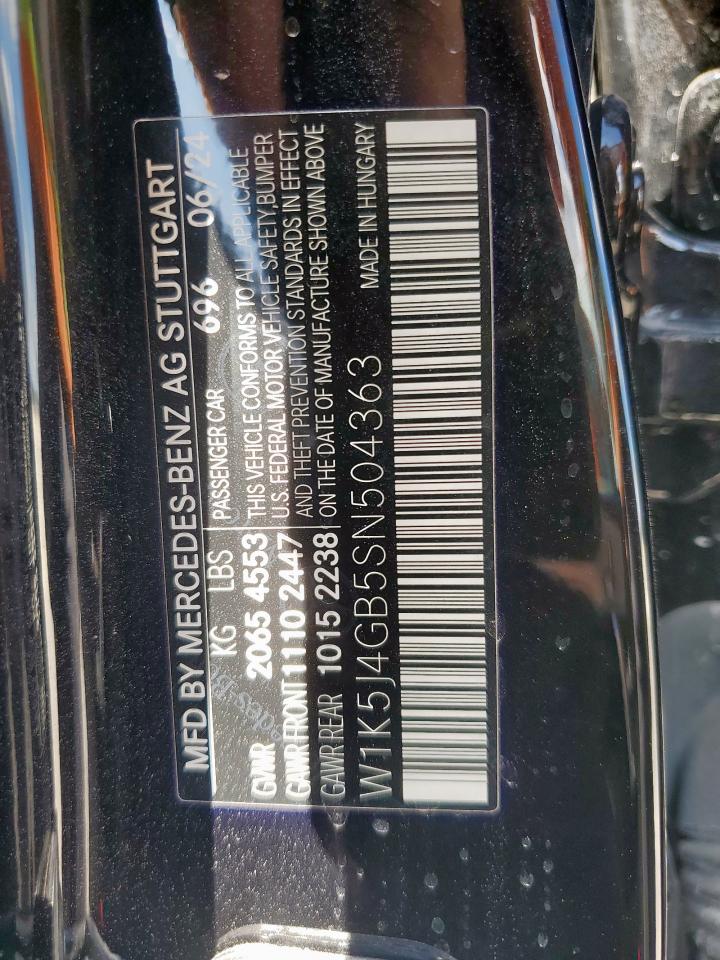 MFD BY MERCEDES-BENZ AG STUTTGART
KG LBS PASSENGER CAR 696 06/24
GVWR 2065 4553 THIS VEHICLE CONFORMS TO ALL APPLICABLE
GAWR FRONT 1110 2447 U.S. FEDERAL MOTOR VEHICLE SAFETY,BUMPER
GAWR REAR 1015 2238 AND THEFT PREVENTION STANDARDS IN EFFECT
ON THE DATE OF MANUFACTURE SHOWN ABOVE
W1K5J4GB5SN504363 MADE IN HUNGARY